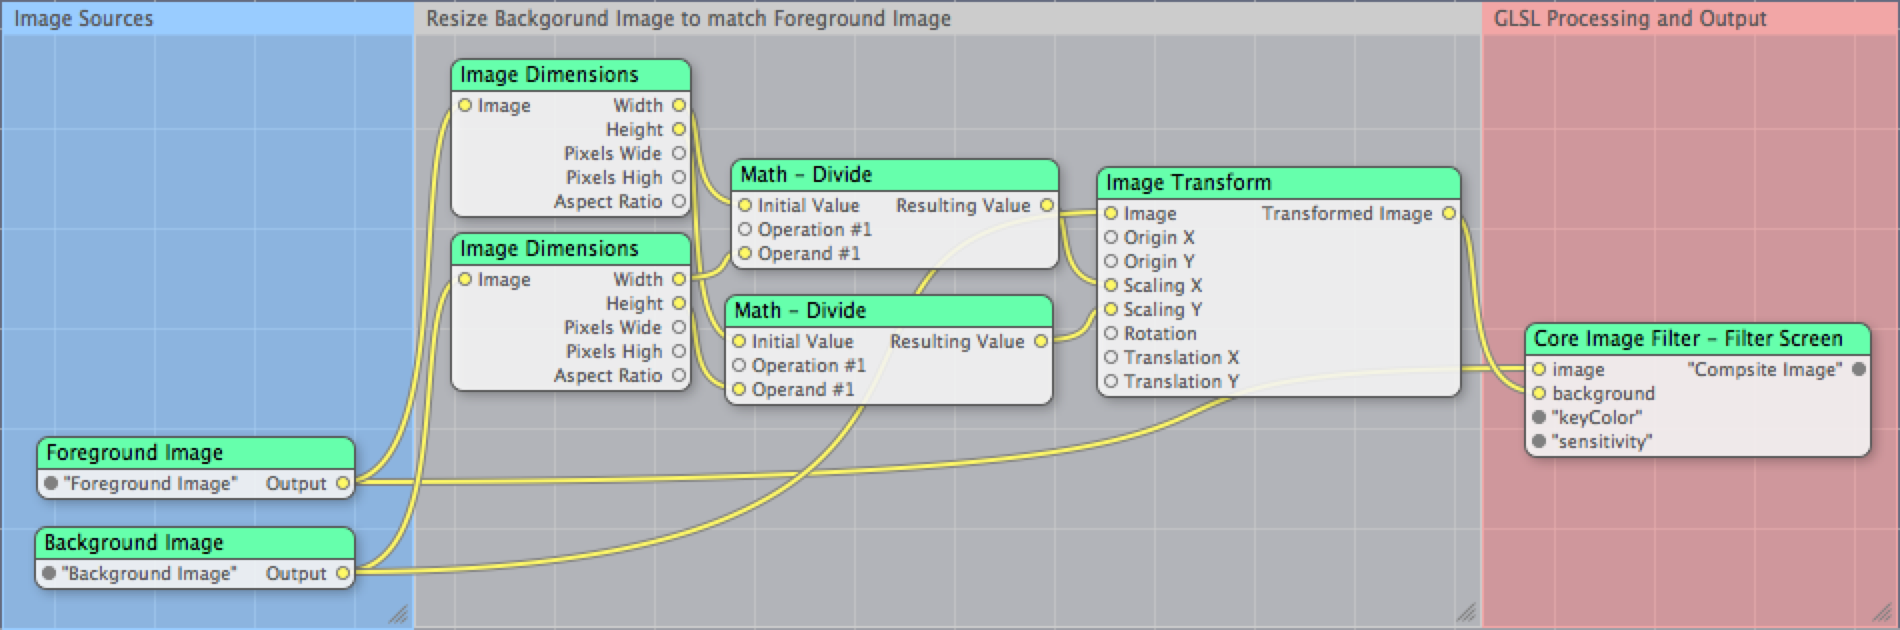 Image Sources
Resize Backgorund Image to match Foreground Image
GLSL Processing and Output
Image Dimensions
Image Width
Height
Pixels Wide
Pixels High
Aspect Ratio
Image Dimensions
Image Width
Height
Pixels Wide
Pixels High
Aspect Ratio
Math - Divide
Initial Value Resulting Value
Operation #1
Operand #1
Math - Divide
Initial Value Resulting Value
Operation #1
Operand #1
Image Transform
Image Transformed Image
Origin X
Origin Y
Scaling X
Scaling Y
Rotation
Translation X
Translation Y
Core Image Filter - Filter Screen
image "Compsite Image"
background
"keyColor"
"sensitivity"
Foreground Image
"Foreground Image" Output
Background Image
"Background Image" Output